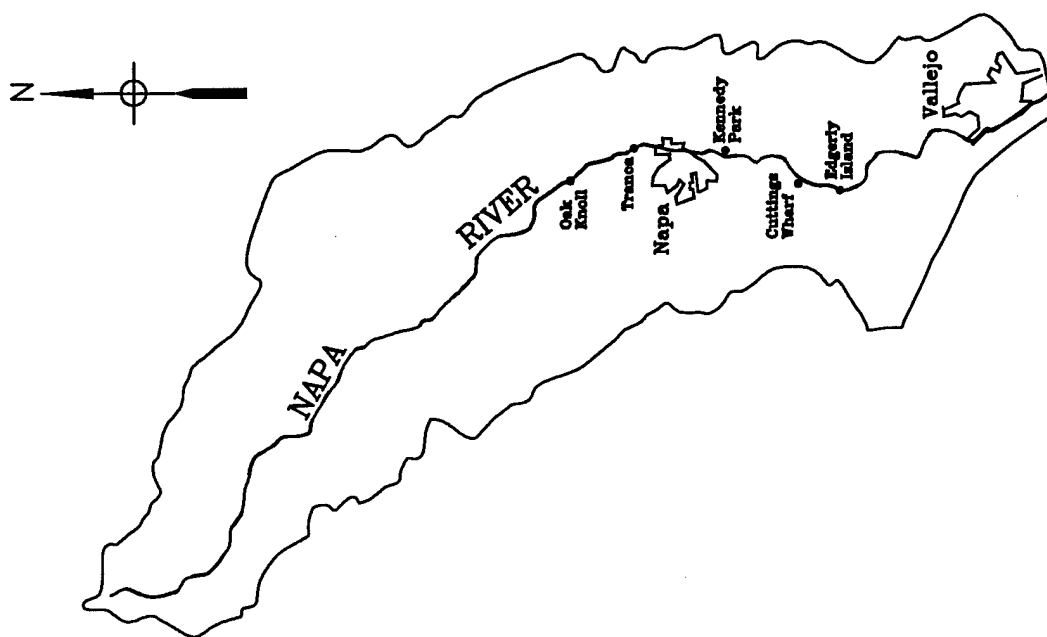 N
NAPA
RIVER
Oak
Knoll
Trancas
Napa
Kennedy
Park
Cuttings
Wharf
Edgerly
Island
Vallejo